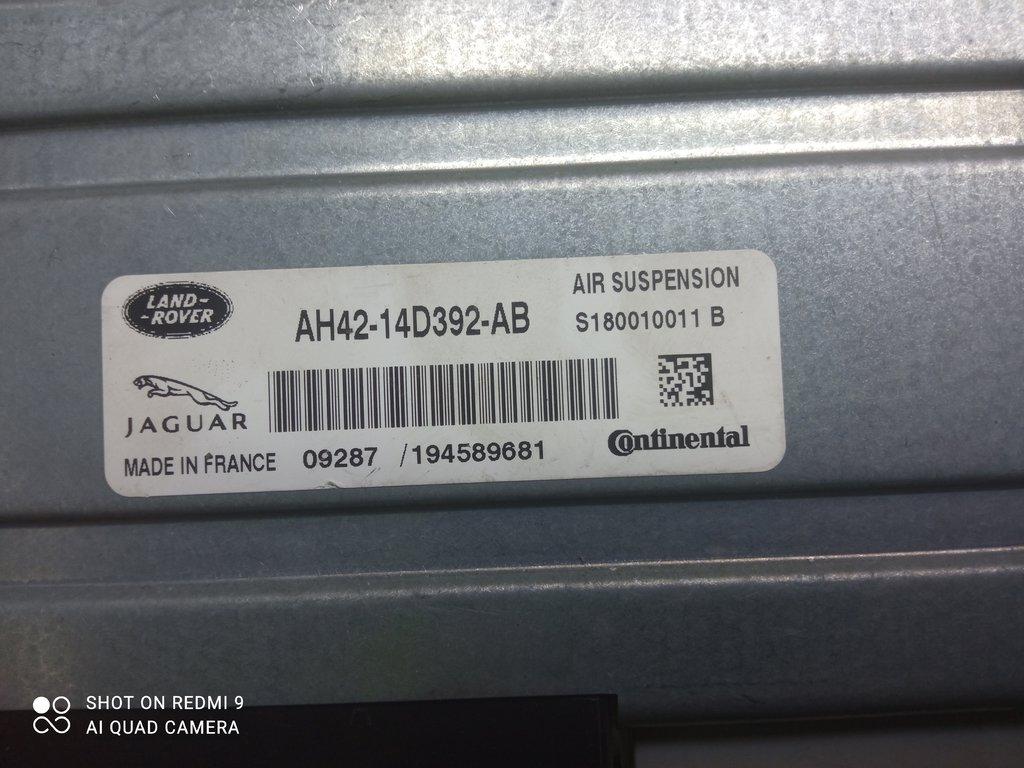 LAND-
-ROVER
AH42-14D392-AB
AIR SUSPENSION
S180010011 B
JAGUAR
MADE IN FRANCE
09287 /194589681
Continental
SHOT ON REDMI 9
AI QUAD CAMERA